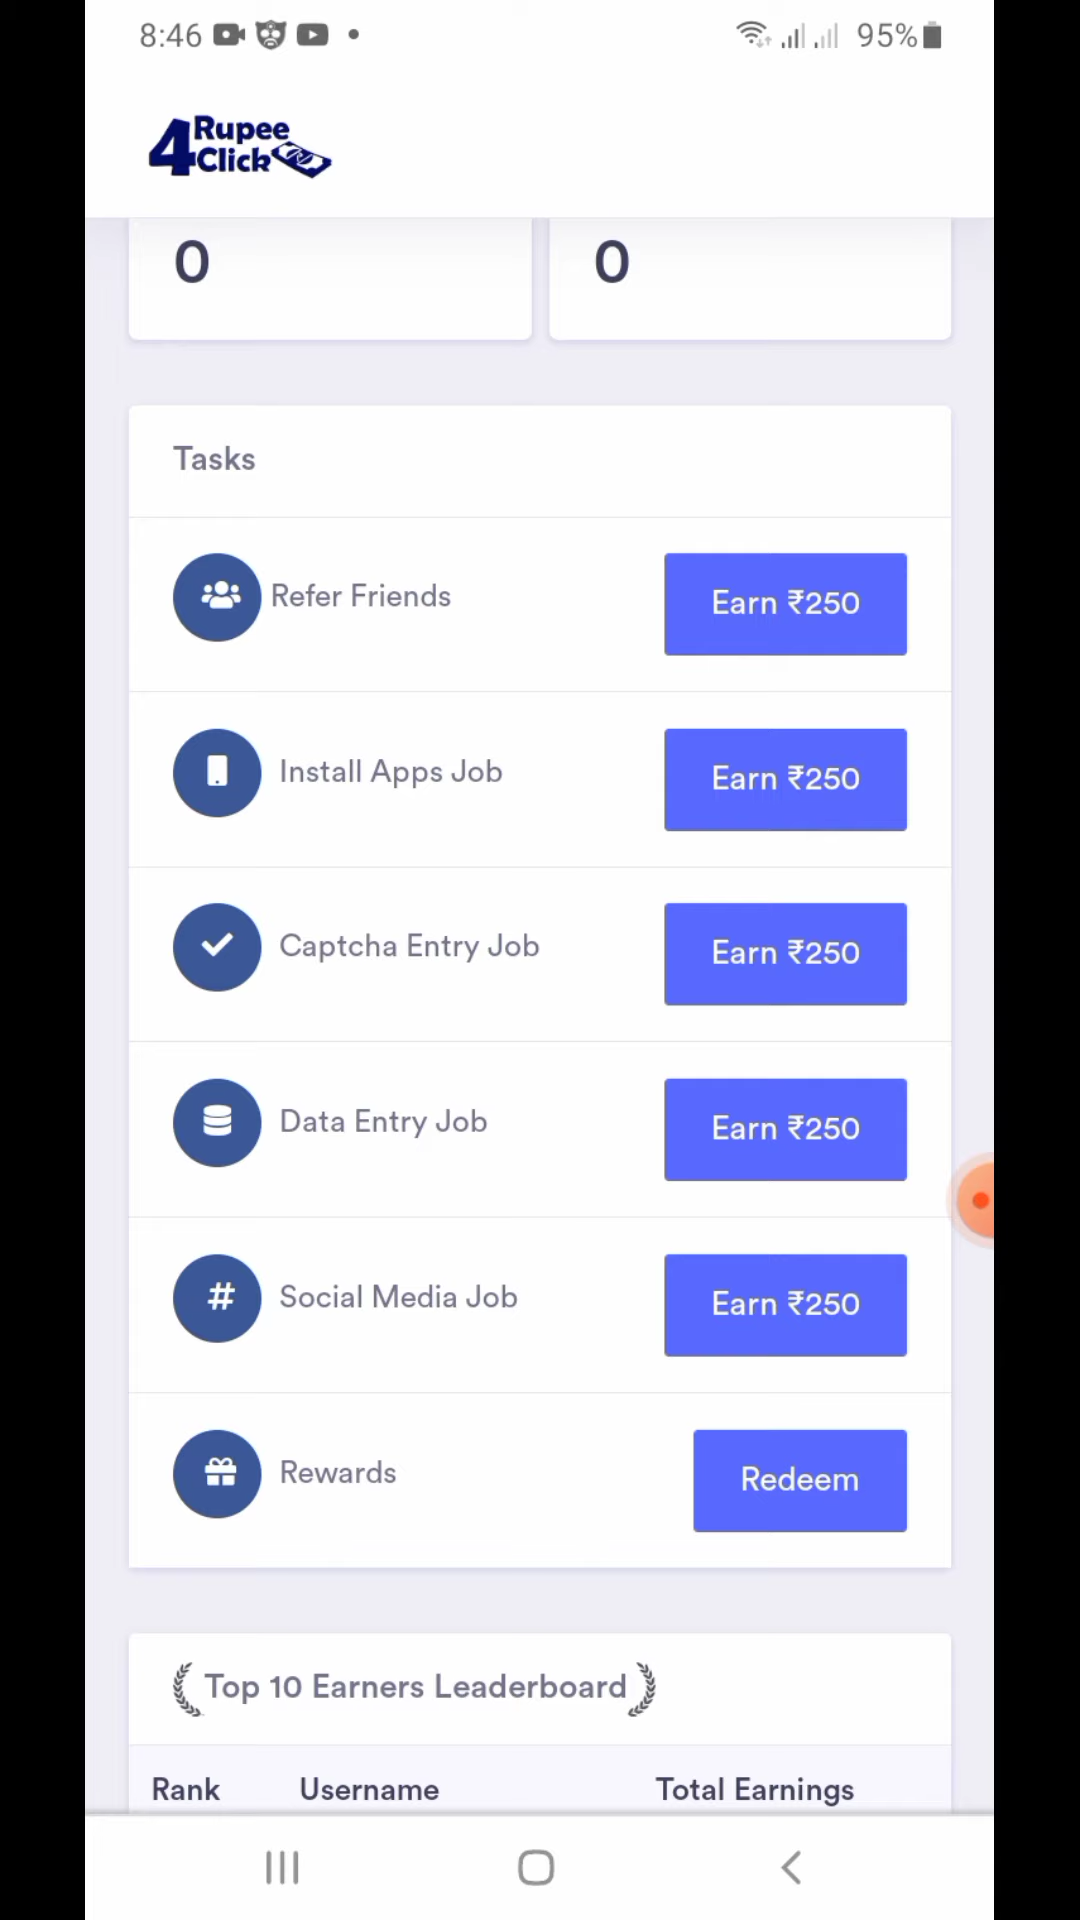 8:46
95%
4 Rupee Click
0
0
Tasks
Refer Friends
Earn ₹250
Install Apps Job
Earn ₹250
Captcha Entry Job
Earn ₹250
Data Entry Job
Earn ₹250
# Social Media Job
Earn ₹250
Rewards
Redeem
Top 10 Earners Leaderboard
Rank Username Total Earnings